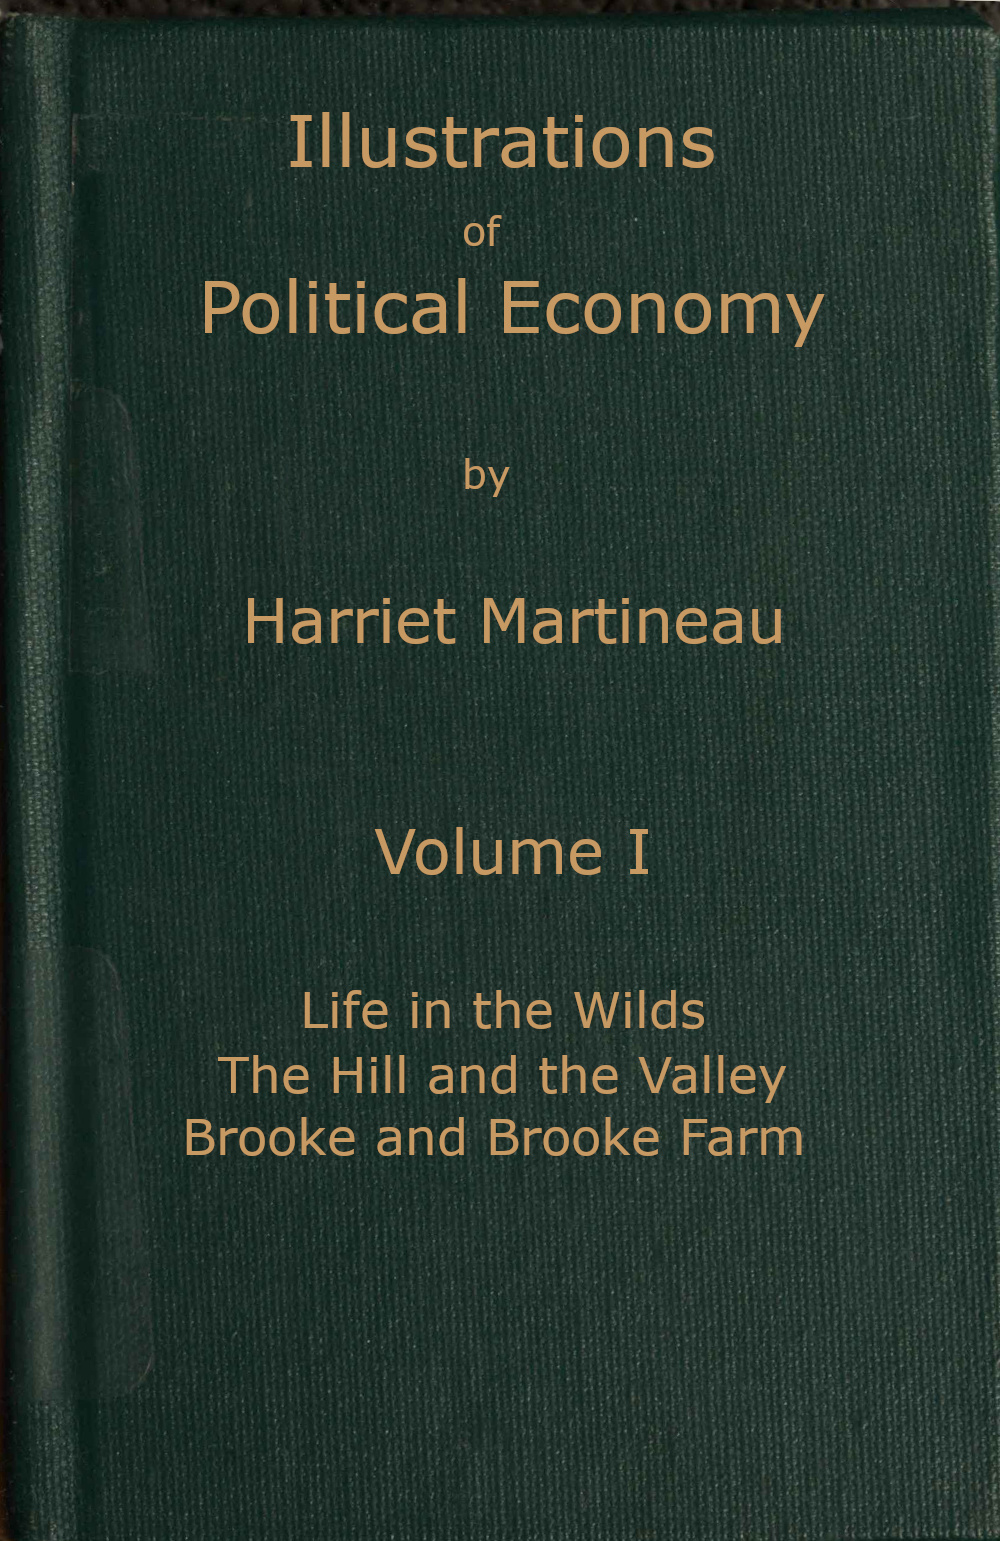 Illustrations
of
Political Economy
by
Harriet Martineau
Volume I
Life in the Wilds
The Hill and the Valley
Brooke and Brooke Farm